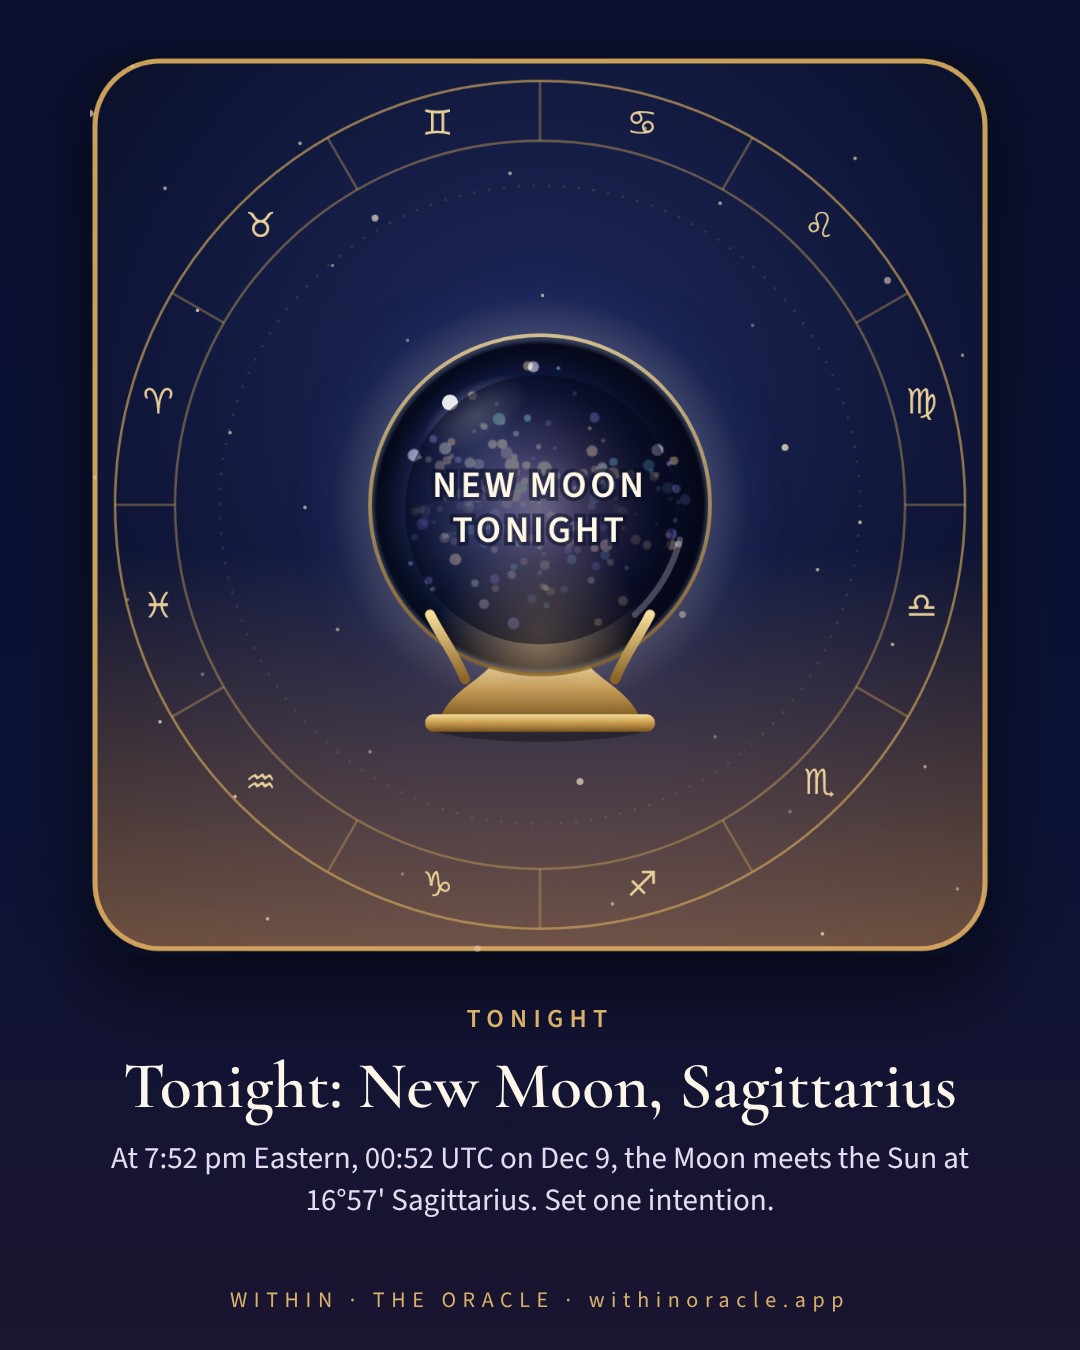 ♊ ♋
♉ ♌
♈ ♍
♓ ♎
♒ ♏
♑ ♐
NEW MOON
TONIGHT
TONIGHT
Tonight: New Moon, Sagittarius
At 7:52 pm Eastern, 00:52 UTC on Dec 9, the Moon meets the Sun at
16°57' Sagittarius. Set one intention.
WITHIN · THE ORACLE · withinoracle.app